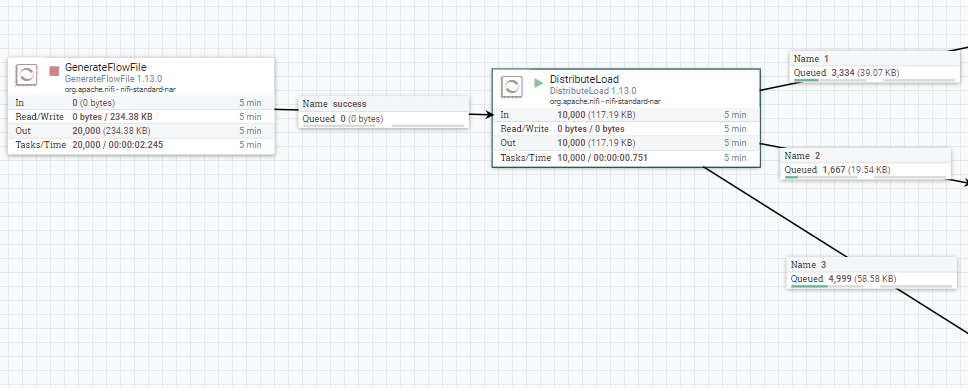 GenerateFlowFile
GenerateFlowFile 1.13.0
org.apache.nifi - nifi-standard-nar
In 0 (0 bytes) 5 min
Read/Write 0 bytes / 234.38 KB 5 min
Out 20,000 (234.38 KB) 5 min
Tasks/Time 20,000 / 00:00:02.245 5 min
Name success
Queued 0 (0 bytes)
DistributeLoad
DistributeLoad 1.13.0
org.apache.nifi - nifi-standard-nar
In 10,000 (117.19 KB) 5 min
Read/Write 0 bytes / 0 bytes 5 min
Out 10,000 (117.19 KB) 5 min
Tasks/Time 10,000 / 00:00:00.751 5 min
Name 1
Queued 3,334 (39.07 KB)
Name 2
Queued 1,667 (19.54 KB)
Name 3
Queued 4,999 (58.58 KB)